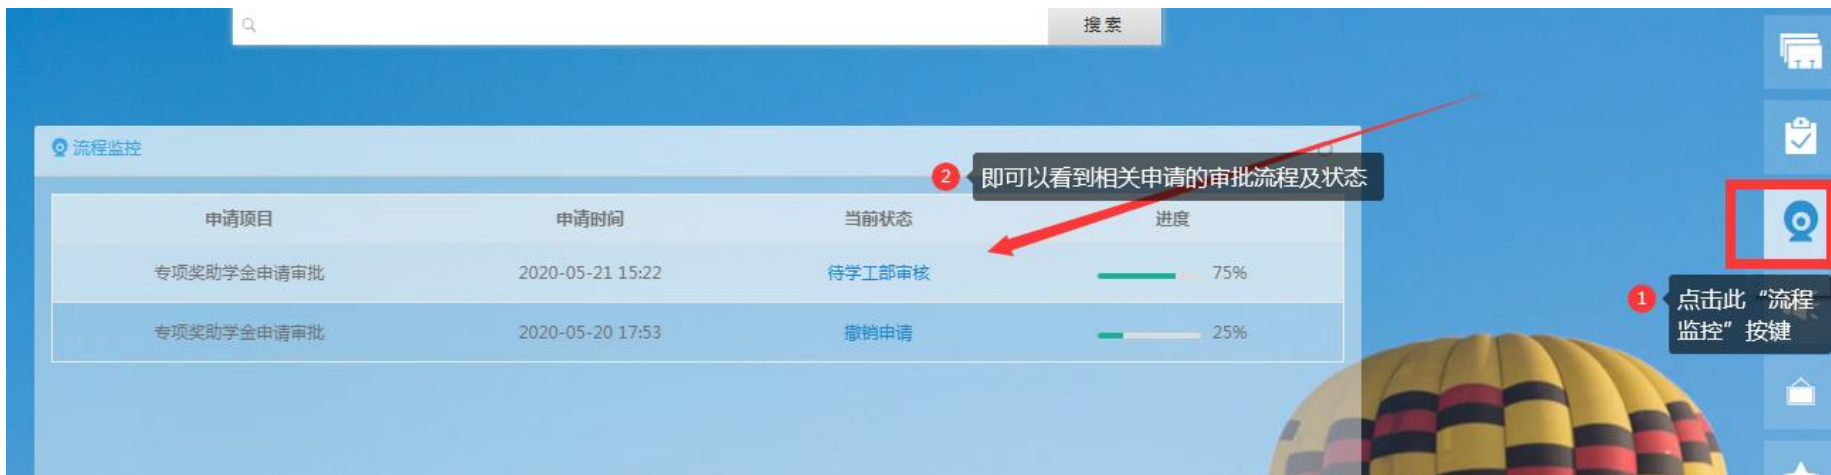 搜索
流程监控
2 即可以看到相关申请的审批流程及状态
申请项目 申请时间 当前状态 进度
专项奖助学金申请审批 2020-05-21 15:22 待学工部审核 75%
专项奖助学金申请审批 2020-05-20 17:53 撤销申请 25%
1 点击此“流程
监控”按键